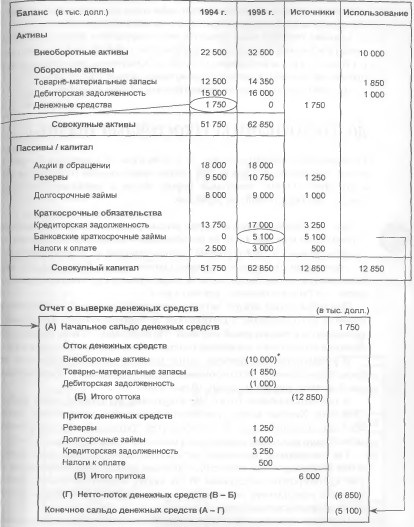 Баланс (в тыс. долл.) 1994 г. 1995 г. Источники Использование
Активы
Внеоборотные активы 22 500 32 500 10 000
Оборотные активы
Товарно-материальные запасы 12 500 14 350 1 850
Дебиторская задолженность 15 000 16 000 1 000
Денежные средства 1 750 0 1 750
Совокупные активы 51 750 62 850
Пассивы / капитал
Акции в обращении 18 000 18 000
Резервы 9 500 10 750 1 250
Долгосрочные займы 8 000 9 000 1 000
Краткосрочные обязательства
Кредиторская задолженность 13 750 17 000 3 250
Банковские краткосрочные займы 0 5 100 5 100
Налоги к оплате 2 500 3 000 500
Совокупный капитал 51 750 62 850 12 850 12 850
Отчет о выверке денежных средств (в тыс. долл.)
(А) Начальное сальдо денежных средств 1 750
Отток денежных средств
Внеоборотные активы (10 000)*
Товарно-материальные запасы (1 850)
Дебиторская задолженность (1 000)
(Б) Итого оттока (12 850)
Приток денежных средств
Резервы 1 250
Долгосрочные займы 1 000
Кредиторская задолженность 3 250
Налоги к оплате 500
(В) Итого притока 6 000
(Г) Нетто-поток денежных средств (В – Б) (6 850)
Конечное сальдо денежных средств (А – Г) (5 100)